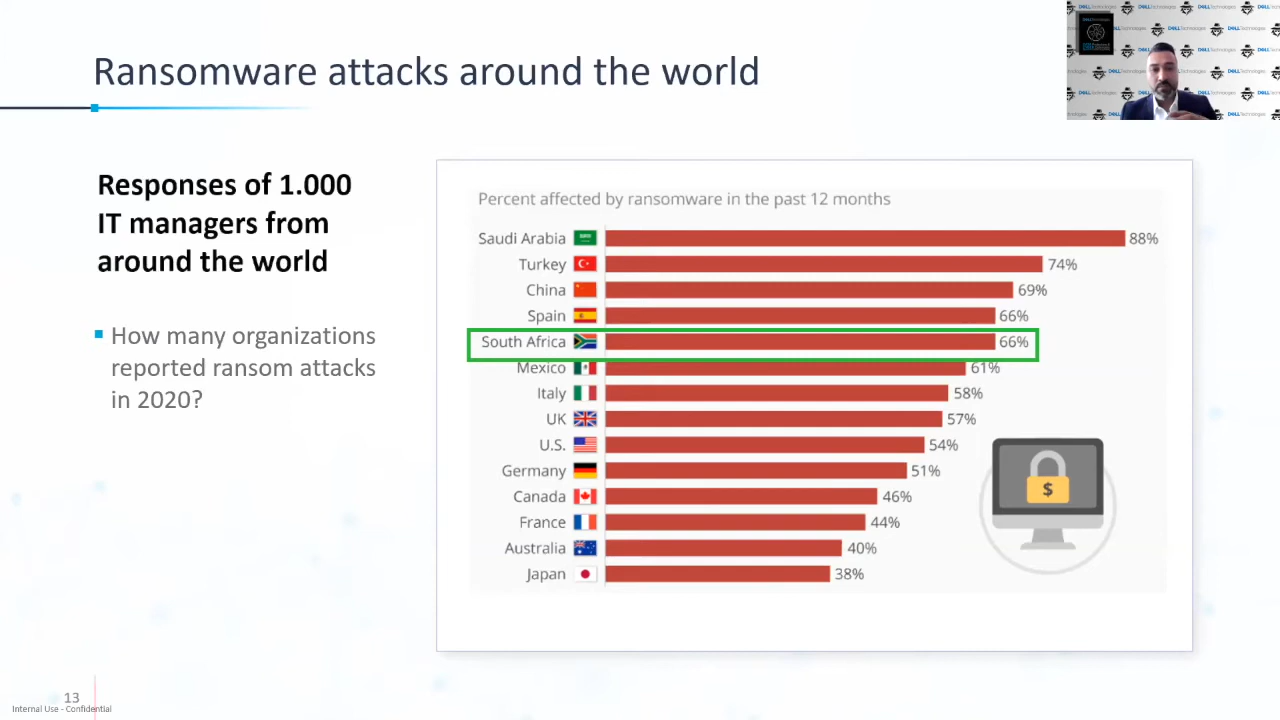 Ransomware attacks around the world
Responses of 1.000
IT managers from
around the world
How many organizations
reported ransom attacks
in 2020?
Percent affected by ransomware in the past 12 months
Saudi Arabia 88%
Turkey 74%
China 69%
Spain 66%
South Africa 66%
Mexico 61%
Italy 58%
UK 57%
U.S. 54%
Germany 51%
Canada 46%
France 44%
Australia 40%
Japan 38%
$
13
Internal Use - Confidential
DELL Technologies